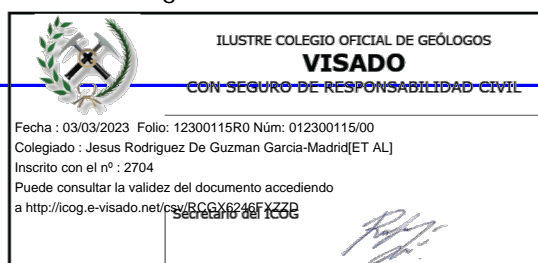 ILUSTRE COLEGIO OFICIAL DE GEÓLOGOS
VISADO
CON SEGURO DE RESPONSABILIDAD CIVIL
Fecha : 03/03/2023 Folio: 12300115R0 Núm: 012300115/00
Colegiado : Jesus Rodriguez De Guzman Garcia-Madrid[ET AL]
Inscrito con el nº : 2704
Puede consultar la validez del documento accediendo
a http://icog.e-visado.net/csv/RCGX6246FXZZD
Secretario del ICOG